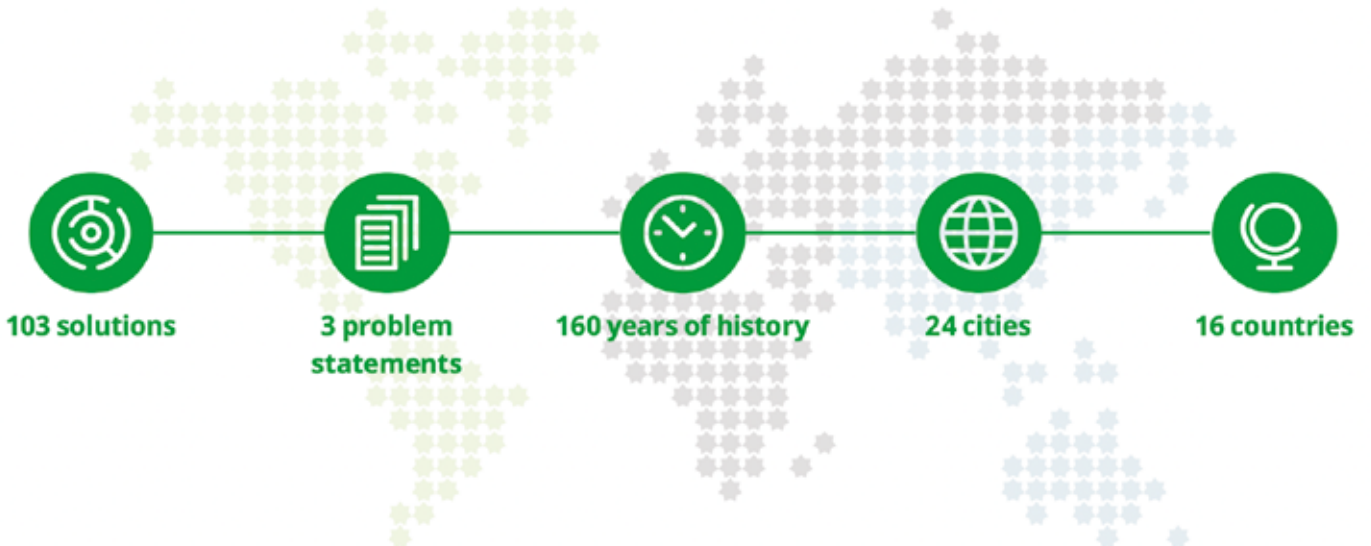 103 solutions
3 problem
statements
160 years of history
24 cities
16 countries